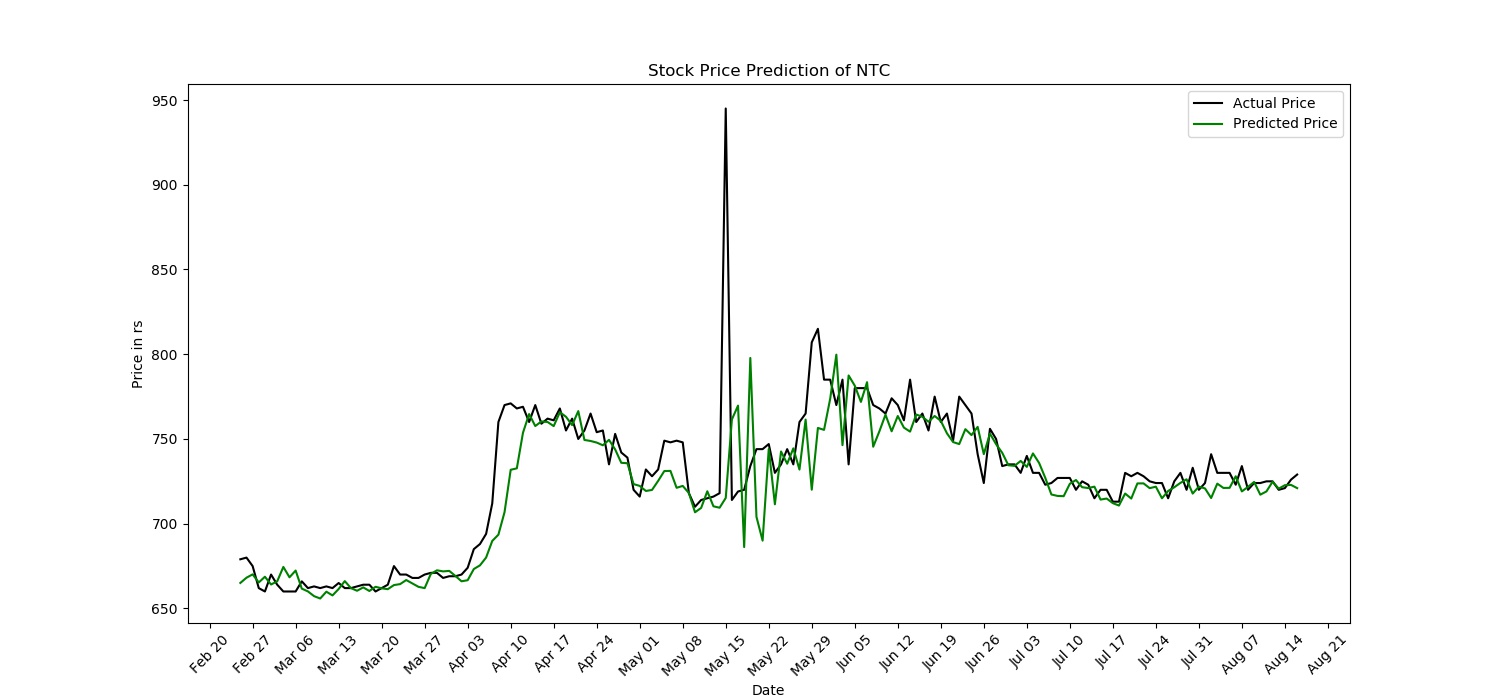 Stock Price Prediction of NTC
Actual Price
Predicted Price
Price in rs
950
900
850
800
750
700
650
Feb 20
Feb 27
Mar 06
Mar 13
Mar 20
Mar 27
Apr 03
Apr 10
Apr 17
Apr 24
May 01
May 08
May 15
May 22
May 29
Jun 05
Jun 12
Jun 19
Jun 26
Jul 03
Jul 10
Jul 17
Jul 24
Jul 31
Aug 07
Aug 14
Aug 21
Date